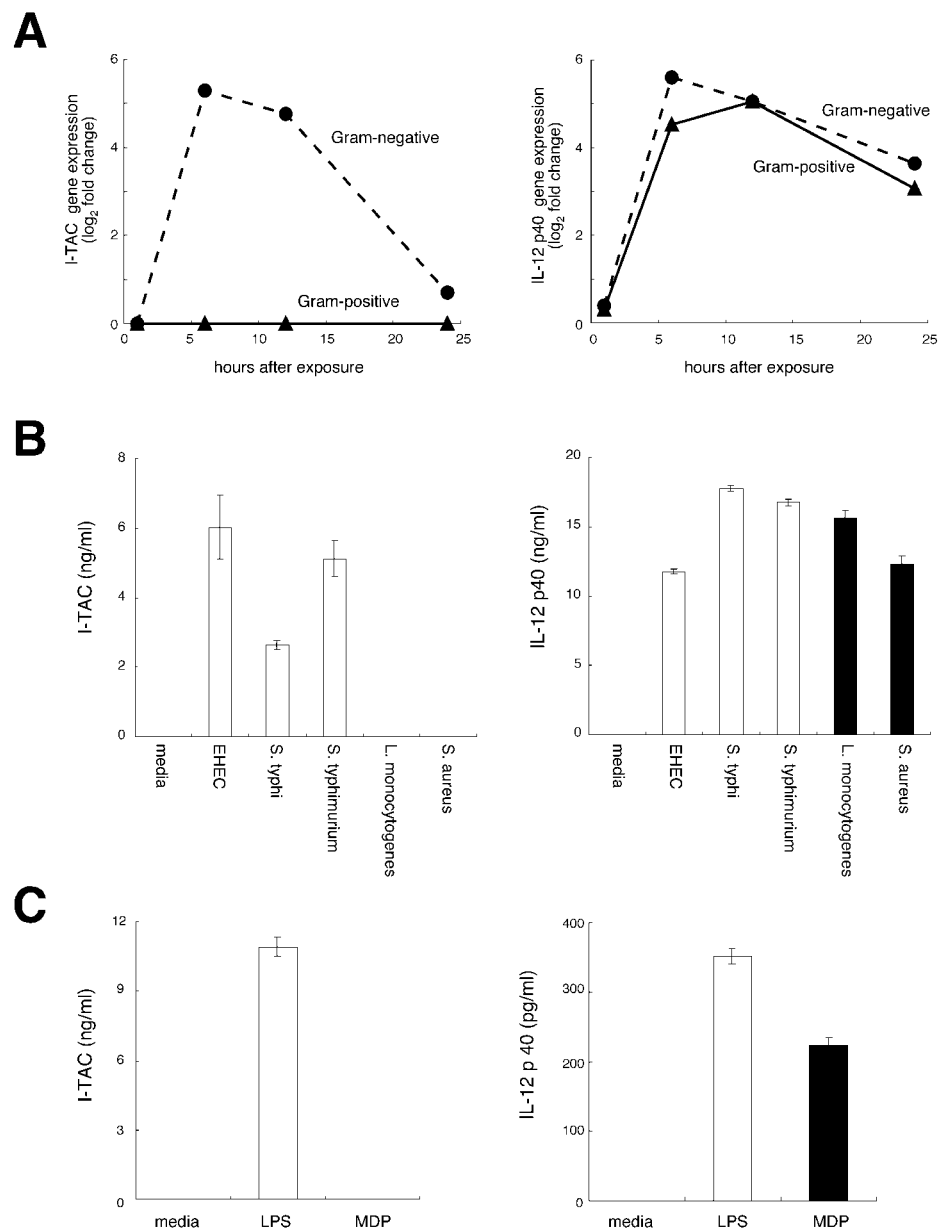 A
I-TAC gene expression
(log2 fold change)
6
4
2
0
0
5
10
15
20
25
hours after exposure
Gram-negative
Gram-positive
IL-12 p40 gene expression
(log2 fold change)
6
4
2
0
0
5
10
15
20
25
hours after exposure
Gram-negative
Gram-positive
B
I-TAC (ng/ml)
8
6
4
2
0
media
EHEC
S. typhi
S. typhimurium
L. monocytogenes
S. aureus
IL-12 p40 (ng/ml)
20
15
10
5
0
media
EHEC
S. typhi
S. typhimurium
L. monocytogenes
S. aureus
C
I-TAC (ng/ml)
12
9
6
3
0
media
LPS
MDP
IL-12 p 40 (pg/ml)
400
300
200
100
0
media
LPS
MDP